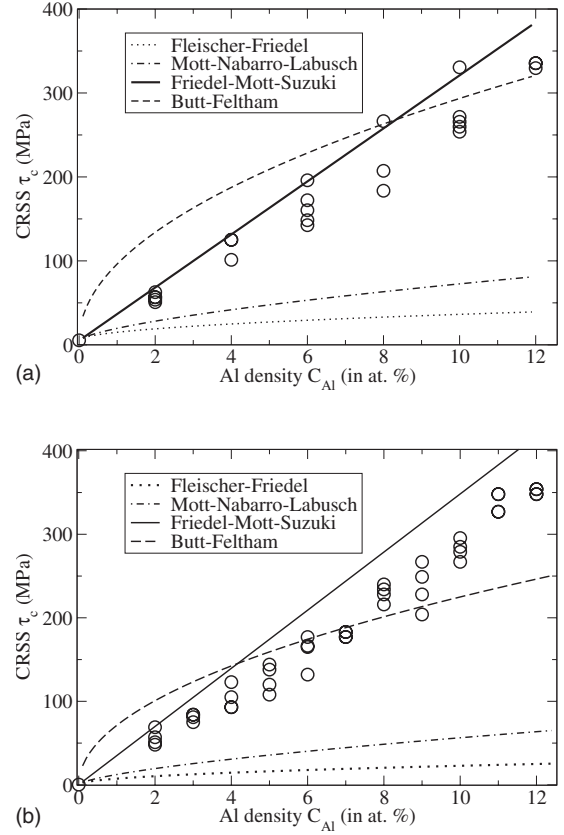 400
300
200
100
0
CRSS τc (MPa)
Fleischer-Friedel
Mott-Nabarro-Labusch
Friedel-Mott-Suzuki
Butt-Feltham
0 2 4 6 8 10 12
Al density CAl (in at. %)
(a)
400
300
200
100
0
CRSS τc (MPa)
Fleischer-Friedel
Mott-Nabarro-Labusch
Friedel-Mott-Suzuki
Butt-Feltham
0 2 4 6 8 10 12
Al density CAl (in at. %)
(b)